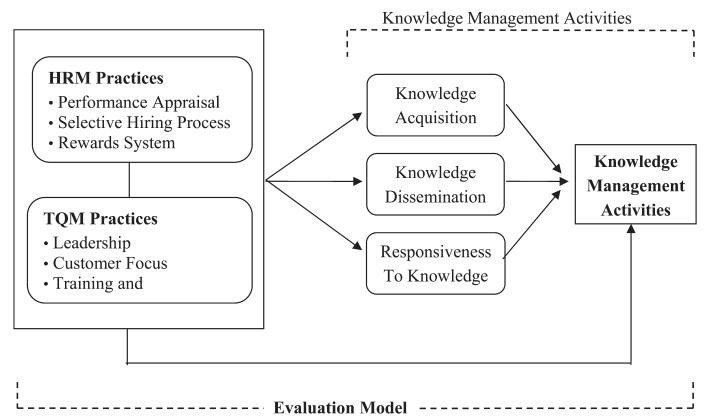 Knowledge Management Activities
HRM Practices
• Performance Appraisal
• Selective Hiring Process
• Rewards System
TQM Practices
• Leadership
• Customer Focus
• Training and
Knowledge
Acquisition
Knowledge
Dissemination
Responsiveness
To Knowledge
Knowledge
Management
Activities
Evaluation Model